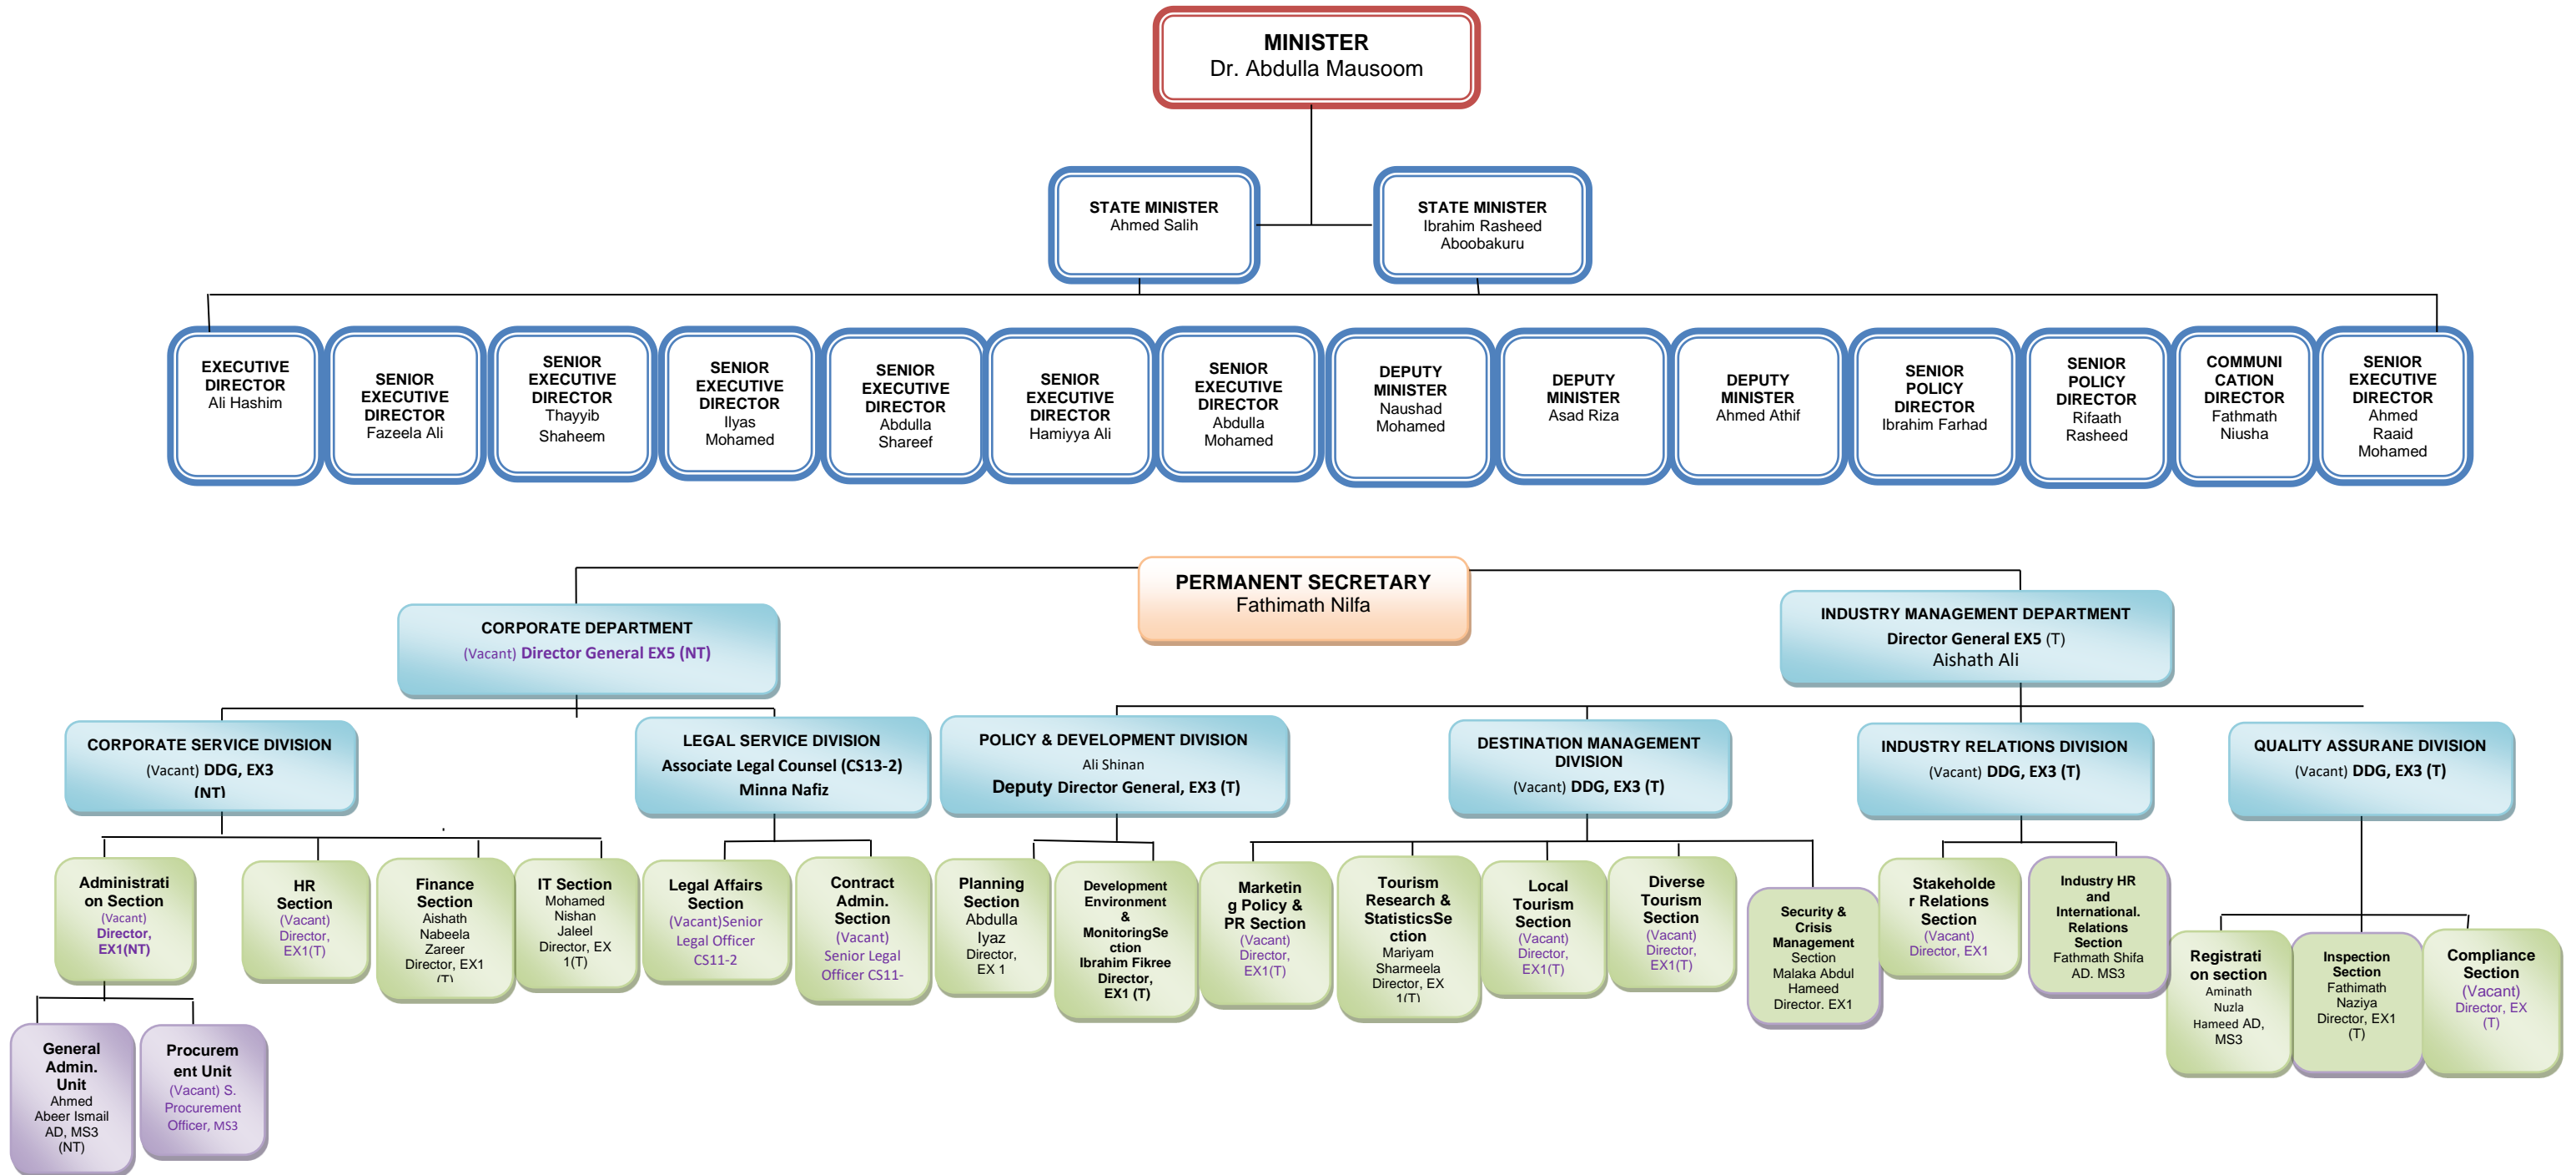 MINISTER
Dr. Abdulla Mausoom
STATE MINISTER
Ahmed Salih
STATE MINISTER
Ibrahim Rasheed
Aboobakuru
EXECUTIVE
DIRECTOR
Ali Hashim
SENIOR
EXECUTIVE
DIRECTOR
Fazeela Ali
SENIOR
EXECUTIVE
DIRECTOR
Thayyib
Shaheem
SENIOR
EXECUTIVE
DIRECTOR
Ilyas
Mohamed
SENIOR
EXECUTIVE
DIRECTOR
Abdulla
Shareef
SENIOR
EXECUTIVE
DIRECTOR
Hamiyya Ali
SENIOR
EXECUTIVE
DIRECTOR
Abdulla
Mohamed
DEPUTY
MINISTER
Naushad
Mohamed
DEPUTY
MINISTER
Asad Riza
DEPUTY
MINISTER
Ahmed Athif
SENIOR
POLICY
DIRECTOR
Ibrahim Farhad
SENIOR
POLICY
DIRECTOR
Rifaath
Rasheed
COMMUNI
CATION
DIRECTOR
Fathmath
Niusha
SENIOR
EXECUTIVE
DIRECTOR
Ahmed
Raaid
Mohamed
PERMANENT SECRETARY
Fathimath Nilfa
CORPORATE DEPARTMENT
(Vacant) Director General EX5 (NT)
INDUSTRY MANAGEMENT DEPARTMENT
Director General EX5 (T)
Aishath Ali
CORPORATE SERVICE DIVISION
(Vacant) DDG, EX3
(NT)
LEGAL SERVICE DIVISION
Associate Legal Counsel (CS13-2)
Minna Nafiz
POLICY & DEVELOPMENT DIVISION
Ali Shinan
Deputy Director General, EX3 (T)
DESTINATION MANAGEMENT
DIVISION
(Vacant) DDG, EX3 (T)
INDUSTRY RELATIONS DIVISION
(Vacant) DDG, EX3 (T)
QUALITY ASSURANE DIVISION
(Vacant) DDG, EX3 (T)
Administrati
on Section
(Vacant)
Director,
EX1(NT)
HR
Section
(Vacant)
Director,
EX1(T)
Finance
Section
Aishath
Nabeela
Zareer
Director, EX1
(T)
IT Section
Mohamed
Nishan
Jaleel
Director, EX
1(T)
Legal Affairs
Section
(Vacant)Senior
Legal Officer
CS11-2
Contract
Admin.
Section
(Vacant)
Senior Legal
Officer CS11-
Planning
Section
Abdulla
Iyaz
Director,
EX 1
Development
Environment
&
MonitoringSe
ction
Ibrahim Fikree
Director,
EX1 (T)
Marketin
g Policy &
PR Section
(Vacant)
Director,
EX1(T)
Tourism
Research &
StatisticsSe
ction
Mariyam
Sharmeela
Director, EX
1(T)
Local
Tourism
Section
(Vacant)
Director,
EX1(T)
Diverse
Tourism
Section
(Vacant)
Director,
EX1(T)
Security &
Crisis
Management
Section
Malaka Abdul
Hameed
Director. EX1
Stakeholde
r Relations
Section
(Vacant)
Director, EX1
Industry HR
and
International.
Relations
Section
Fathmath Shifa
AD. MS3
Registrati
on section
Aminath
Nuzla
Hameed AD,
MS3
Inspection
Section
Fathimath
Naziya
Director, EX1
(T)
Compliance
Section
(Vacant)
Director, EX
(T)
General
Admin.
Unit
Ahmed
Abeer Ismail
AD, MS3
(NT)
Procurem
ent Unit
(Vacant) S.
Procurement
Officer, MS3